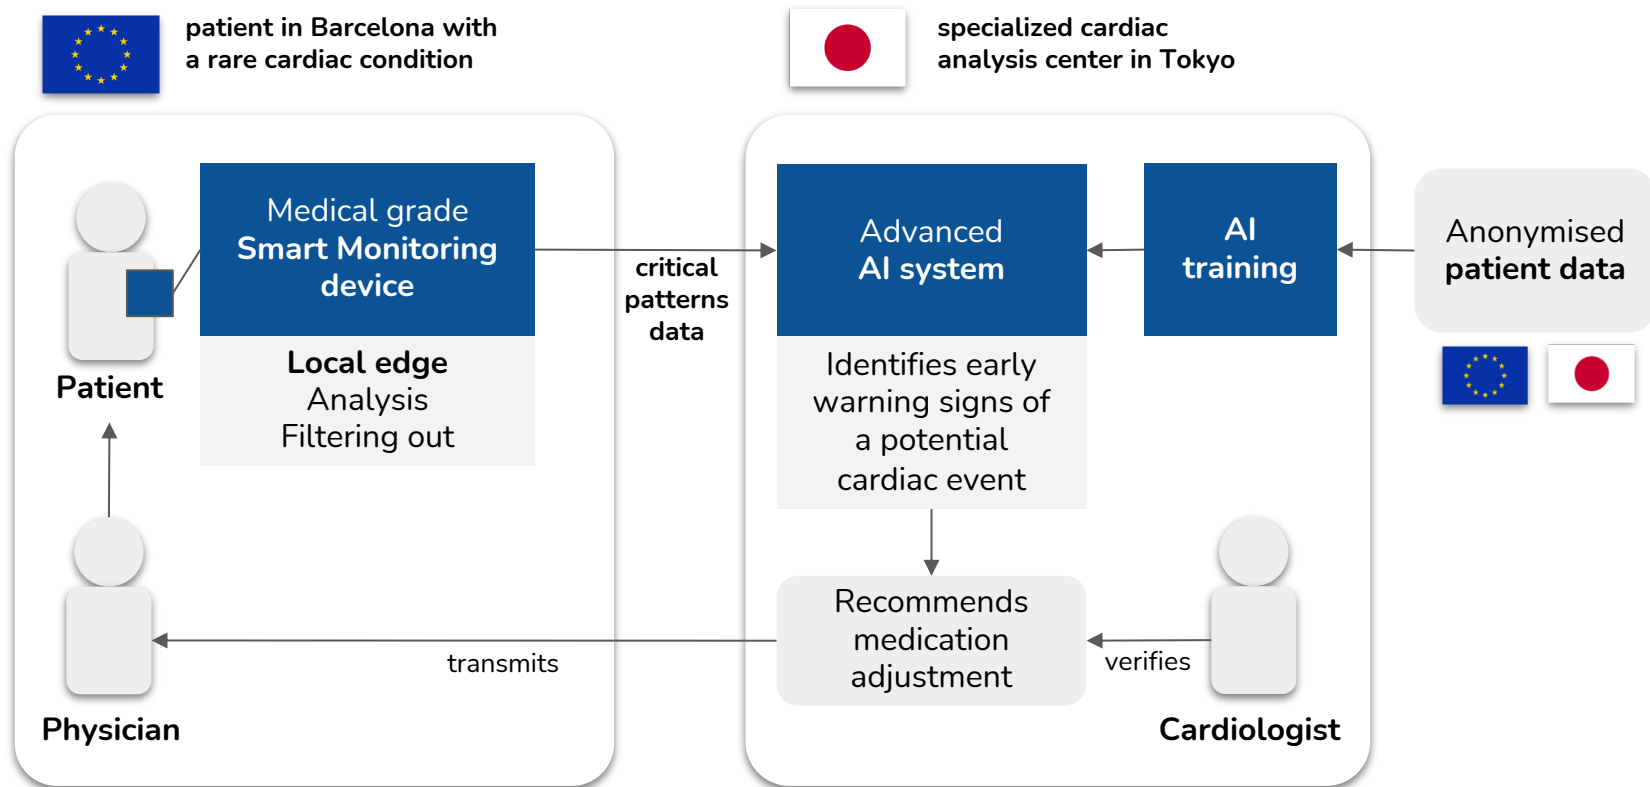 patient in Barcelona with
a rare cardiac condition
specialized cardiac
analysis center in Tokyo
Patient
Medical grade
Smart Monitoring
device
Local edge
Analysis
Filtering out
critical
patterns
data
Advanced
AI system
Identifies early
warning signs of
a potential
cardiac event
AI
training
Anonymised
patient data
Recommends
medication
adjustment
transmits
verifies
Physician
Cardiologist